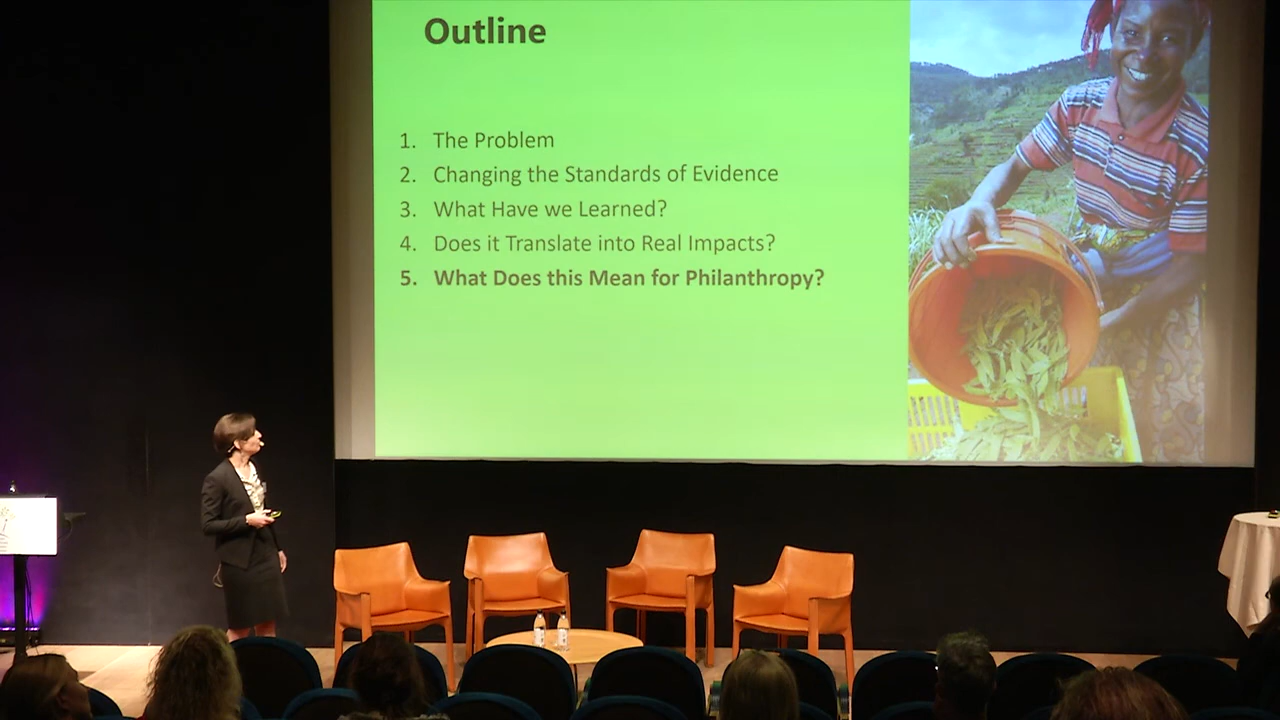 Outline
1. The Problem
2. Changing the Standards of Evidence
3. What Have we Learned?
4. Does it Translate into Real Impacts?
5. What Does this Mean for Philanthropy?